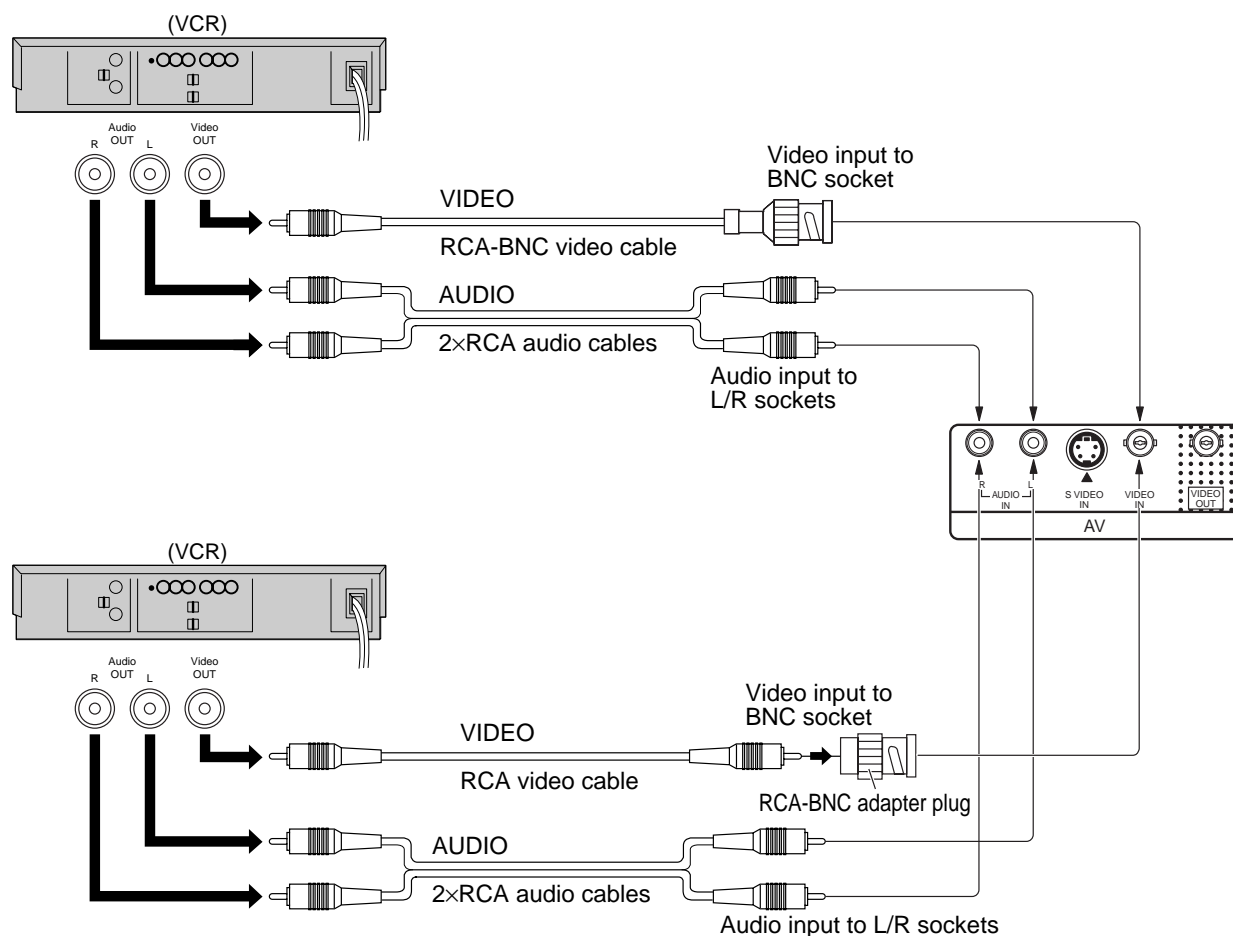 (VCR)
Audio
OUT
R
L
Video
OUT
Video input to
BNC socket
VIDEO
RCA-BNC video cable
AUDIO
2×RCA audio cables
Audio input to
L/R sockets
R
AUDIO
IN
L
S VIDEO
IN
VIDEO
IN
VIDEO
OUT
AV
(VCR)
Audio
OUT
R
L
Video
OUT
Video input to
BNC socket
VIDEO
RCA video cable
RCA-BNC adapter plug
AUDIO
2×RCA audio cables
Audio input to L/R sockets